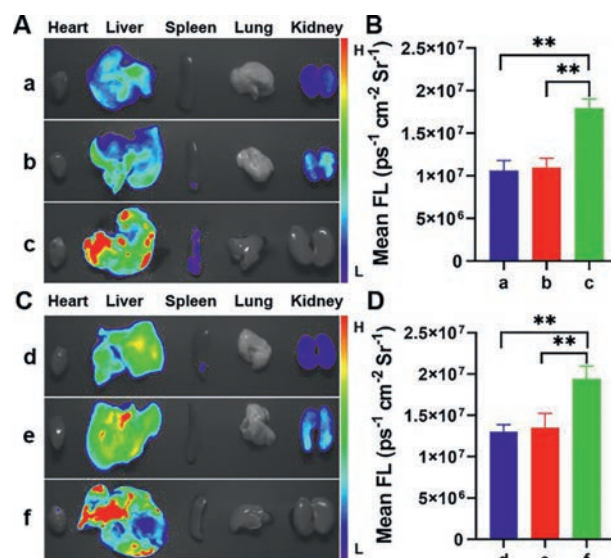 A Heart Liver Spleen Lung Kidney
H
a
b
c
L
B
**
**
2.5×10⁷
2.0×10⁷
1.5×10⁷
1×10⁷
5×10⁶
0
Mean FL (ps⁻¹ cm⁻² Sr⁻¹)
a b c
C Heart Liver Spleen Lung Kidney
H
d
e
f
L
D
**
**
2.5×10⁷
2.0×10⁷
1.5×10⁷
1×10⁷
5×10⁶
0
Mean FL (ps⁻¹ cm⁻² Sr⁻¹)
d e f